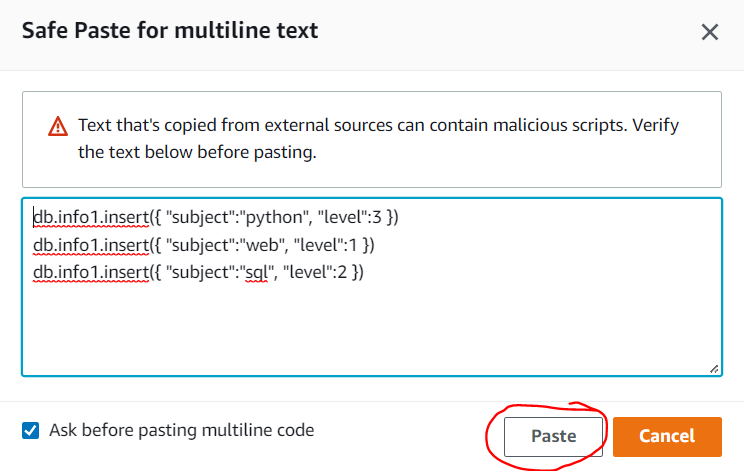 Safe Paste for multiline text
Text that's copied from external sources can contain malicious scripts. Verify
the text below before pasting.
db.info1.insert({ "subject":"python", "level":3 })
db.info1.insert({ "subject":"web", "level":1 })
db.info1.insert({ "subject":"sql", "level":2 })
Ask before pasting multiline code
Paste
Cancel